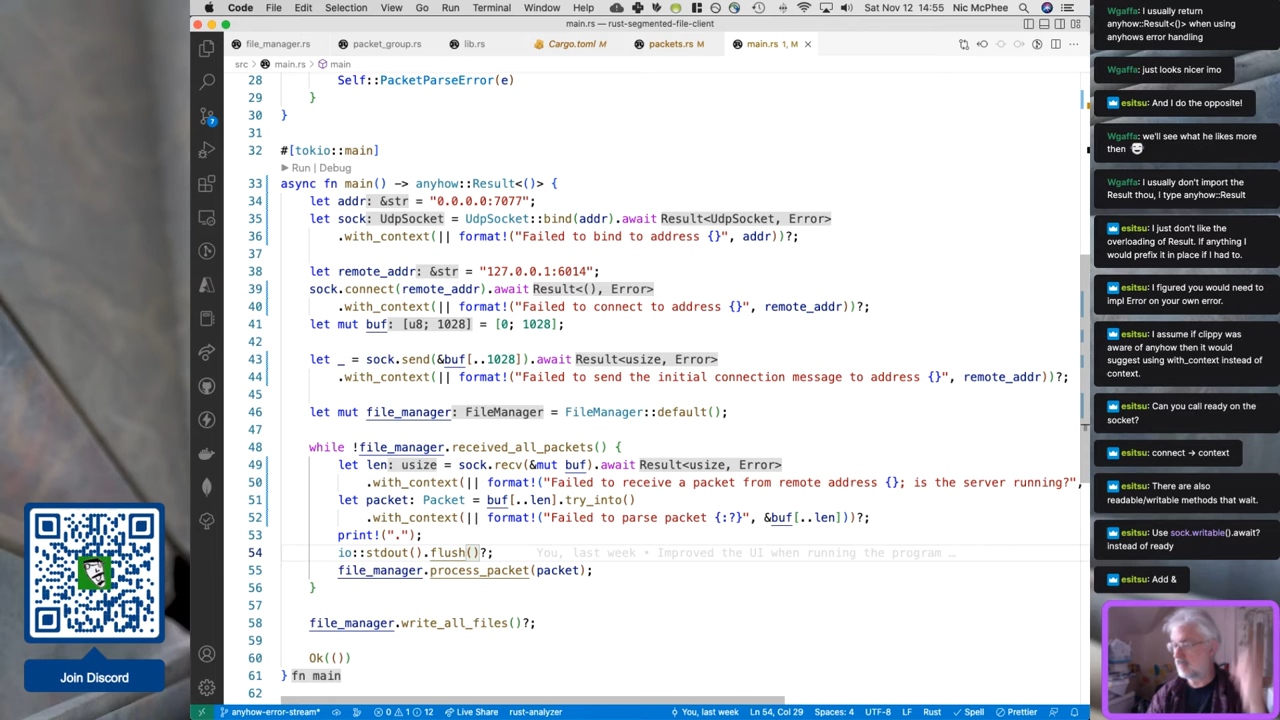 Code
File
Edit
Selection
View
Go
Run
Terminal
Window
Help
Sat Nov 12 14:55
Nic McPhee
main.rs — rust-segmented-file-client
file_manager.rs
packet_group.rs
lib.rs
Cargo.toml M
packets.rs M
main.rs 1, M
src > main.rs > main
28 Self::PacketParseError(e)
29 }
30 }
31
32 #[tokio::main]
Run | Debug
33 async fn main() -> anyhow::Result<()> {
34 let addr: &str = "0.0.0.0:7077";
35 let sock: UdpSocket = UdpSocket::bind(addr).await Result<UdpSocket, Error>
36 .with_context(|| format!("Failed to bind to address {}", addr))?;
37
38 let remote_addr: &str = "127.0.0.1:6014";
39 sock.connect(remote_addr).await Result<(), Error>
40 .with_context(|| format!("Failed to connect to address {}", remote_addr))?;
41 let mut buf: [u8; 1028] = [0; 1028];
42
43 let _ = sock.send(&buf[..1028]).await Result<usize, Error>
44 .with_context(|| format!("Failed to send the initial connection message to address {}", remote_addr))?;
45
46 let mut file_manager: FileManager = FileManager::default();
47
48 while !file_manager.received_all_packets() {
49 let len: usize = sock.recv(&mut buf).await Result<usize, Error>
50 .with_context(|| format!("Failed to receive a packet from remote address {}; is the server running?",
51 let packet: Packet = buf[..len].try_into()
52 .with_context(|| format!("Failed to parse packet {:?}", &buf[..len]))?;
53 print!(".");
54 io::stdout().flush()?; You, last week • Improved the UI when running the program …
55 file_manager.process_packet(packet);
56 }
57
58 file_manager.write_all_files()?;
59
60 Ok(())
61 } fn main
62
7
anyhow-error-stream*
0 1 12
Live Share
rust-analyzer
You, last week
Ln 54, Col 29
Spaces: 4
UTF-8
LF
Rust
Spell
Prettier
Join Discord
Wgaffa: I usually return
anyhow::Result<()> when using
anyhows error handling
Wgaffa: just looks nicer imo
esitsu: And I do the opposite!
Wgaffa: we'll see what he likes more
then
Wgaffa: I usually don't import the
Result thou, I type anyhow::Result
esitsu: I just don't like the
overloading of Result. If anything I
would prefix it in place if I had to.
esitsu: I figured you would need to
impl Error on your own error.
esitsu: I assume if clippy was
aware of anyhow then it would
suggest using with_context instead of
context.
esitsu: Can you call ready on the
socket?
esitsu: connect -> context
esitsu: There are also
readable/writable methods that wait.
esitsu: Use sock.writable().await?
instead of ready
esitsu: Add &